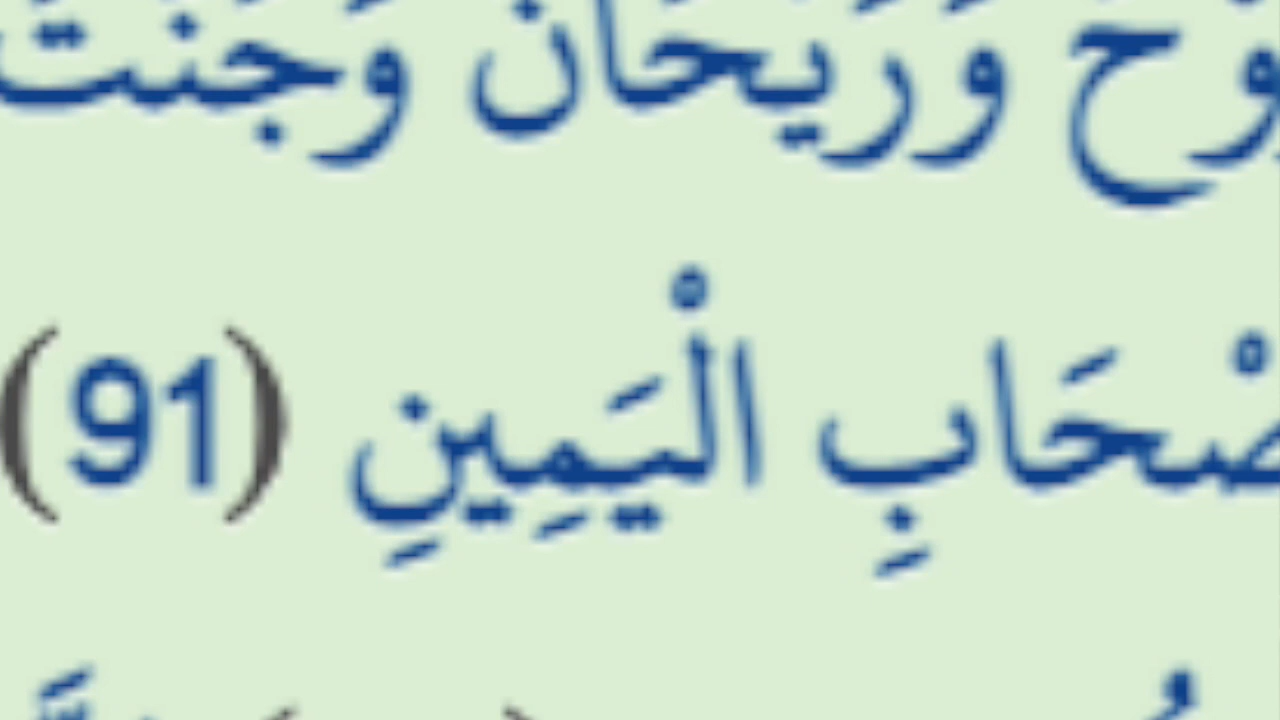 وح وريحان وجنت
صْحَابِ الْيَمِينِ (91)